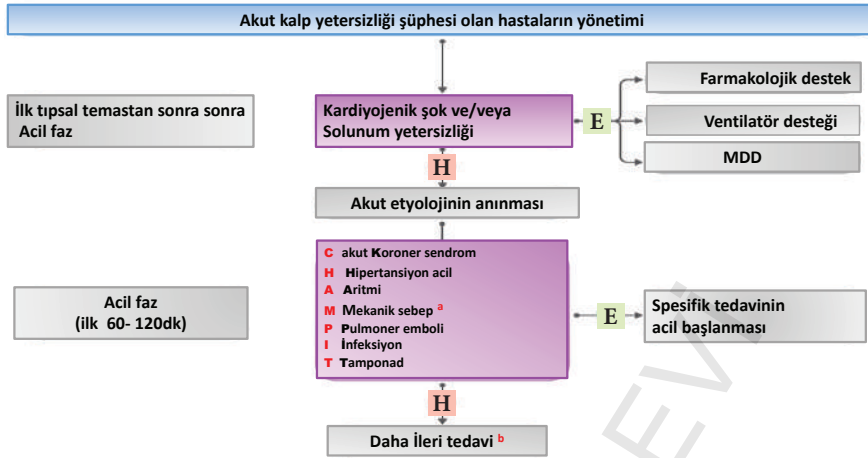 Akut kalp yetersizliği şüphesi olan hastaların yönetimi
İlk tıpsal temastan sonra sonra
Acil faz
Kardiyojenik şok ve/veya
Solunum yetersizliği
E
Farmakolojik destek
Ventilatör desteği
MDD
H
Akut etyolojinin anınması
Acil faz
(ilk 60- 120dk)
C akut Koroner sendrom
H Hipertansiyon acil
A Aritmi
M Mekanik sebep a
P Pulmoner emboli
I İnfeksiyon
T Tamponad
E
Spesifik tedavinin
acil başlanması
H
Daha İleri tedavi b
EVİ